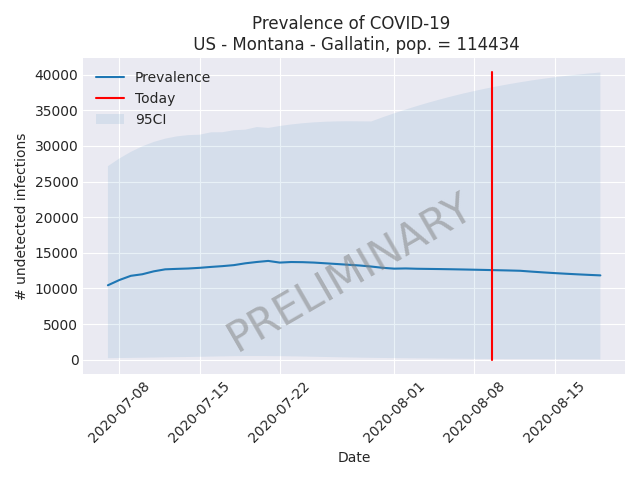 Prevalence of COVID-19
US - Montana - Gallatin, pop. = 114434
Prevalence
Today
95CI
# undetected infections
40000
35000
30000
25000
20000
15000
10000
5000
0
PRELIMINARY
2020-07-08
2020-07-15
2020-07-22
2020-08-01
2020-08-08
2020-08-15
Date